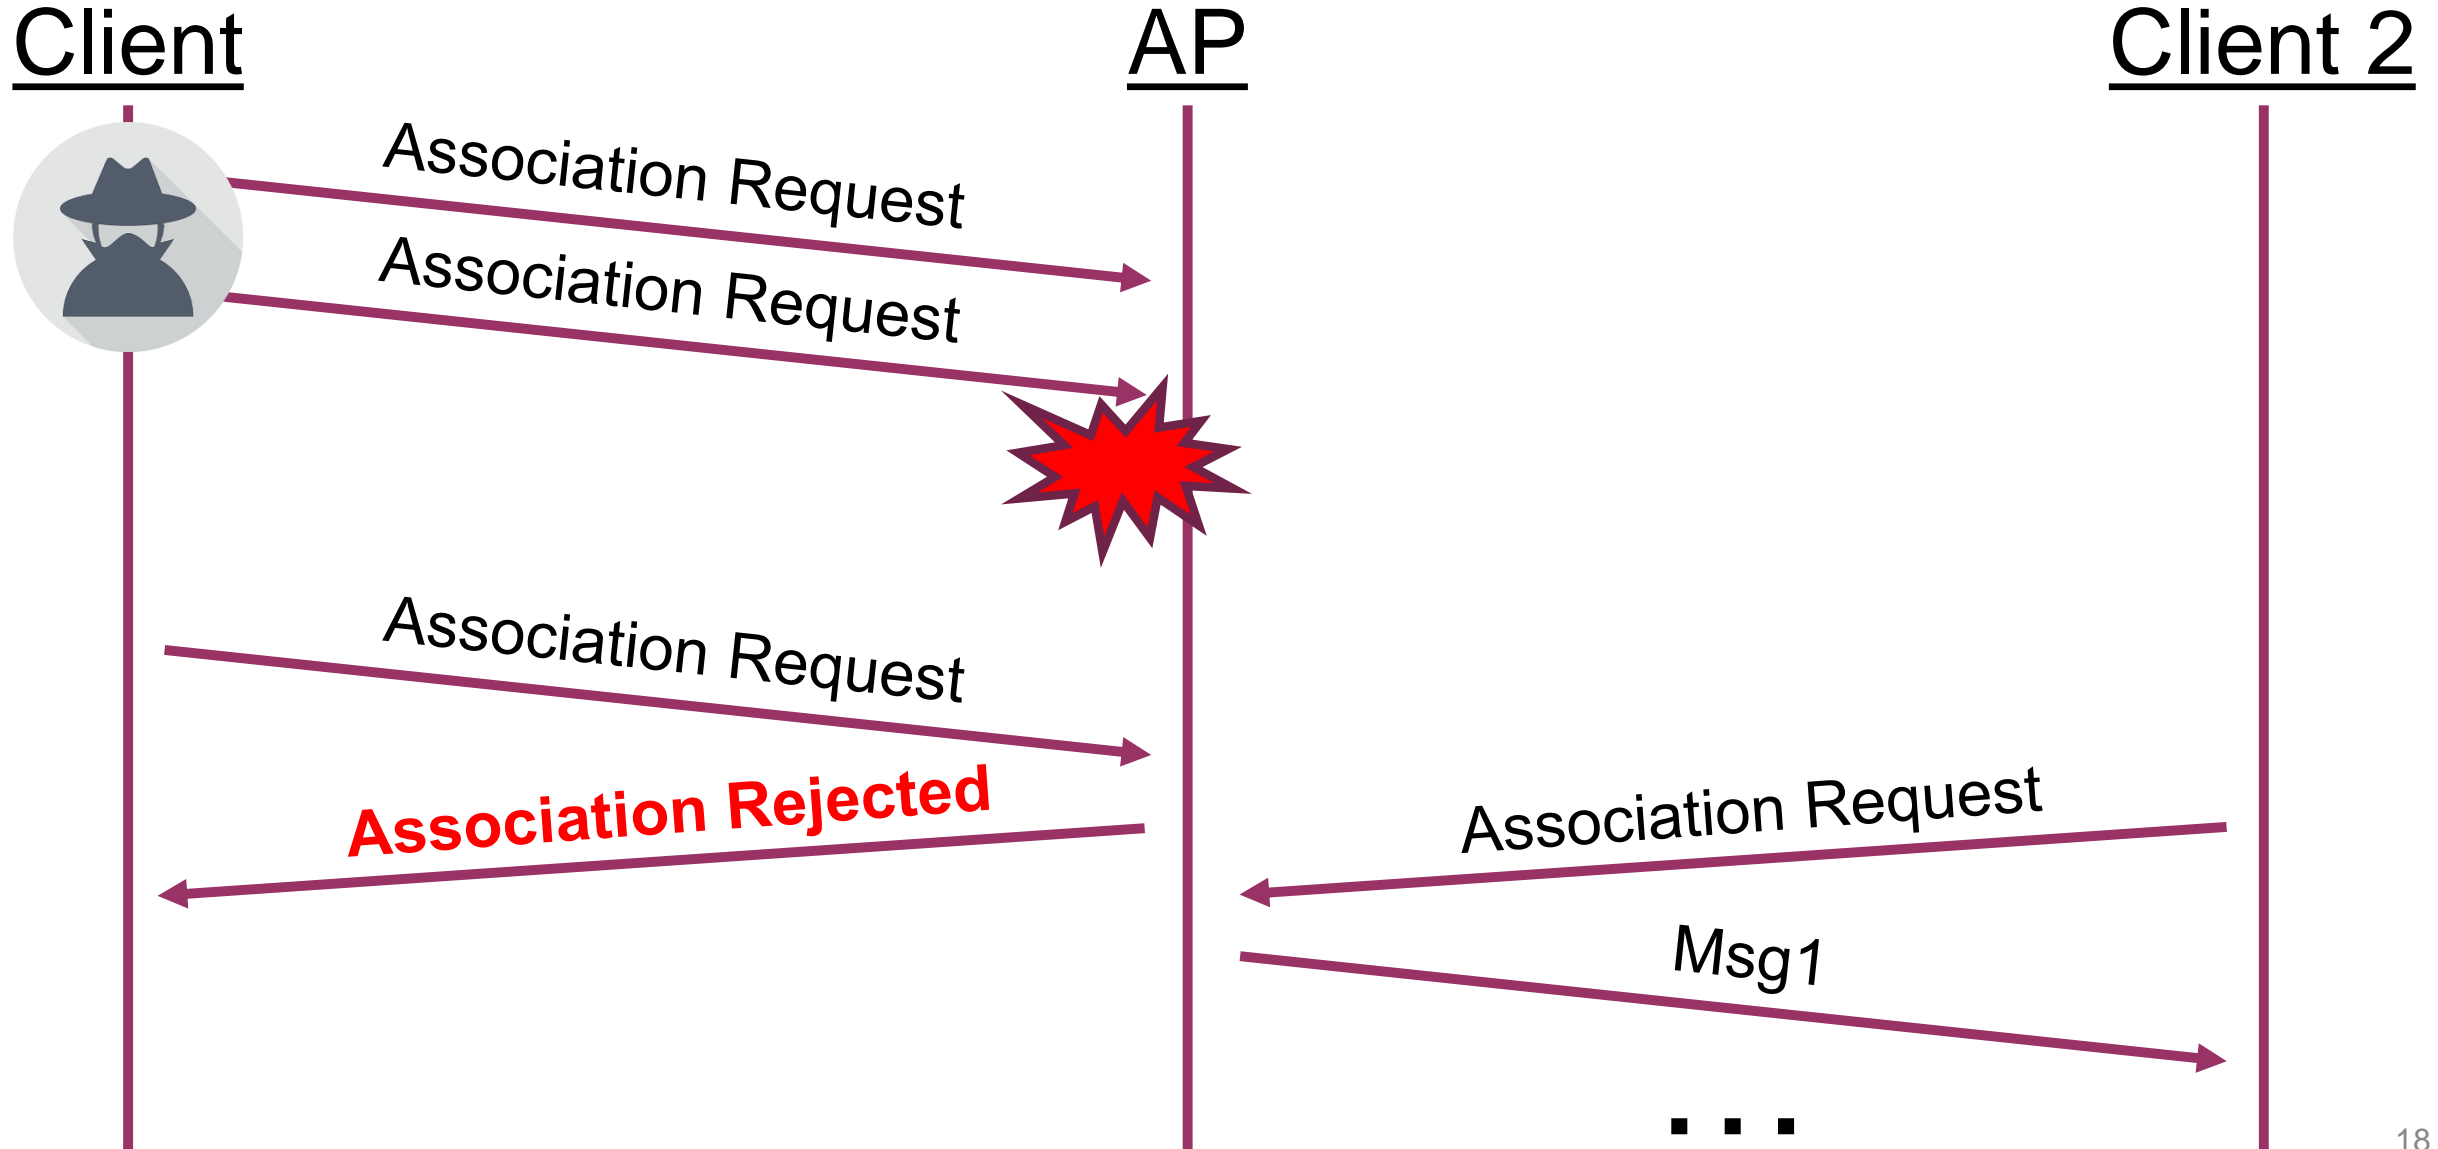 Client
AP
Client 2
Association Request
Association Request
Association Request
Association Rejected
Association Request
Msg1
...
18